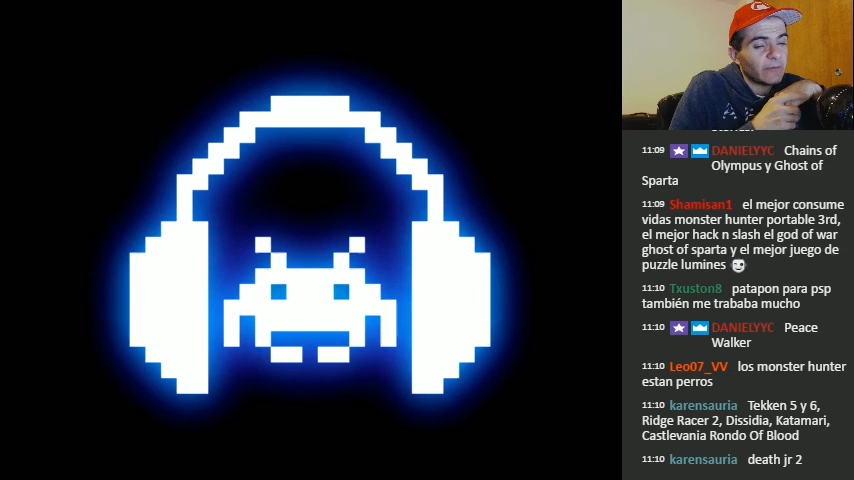 11:09 DANIELYYC Chains of
Olympus y Ghost of
Sparta
11:09 Shamisan1 el mejor consume
vidas monster hunter portable 3rd,
el mejor hack n slash el god of war
ghost of sparta y el mejor juego de
puzzle lumines
11:10 Txuston8 patapon para psp
también me trababa mucho
11:10 DANIELYYC Peace
Walker
11:10 Leo07_VV los monster hunter
estan perros
11:10 karensauria Tekken 5 y 6,
Ridge Racer 2, Dissidia, Katamari,
Castlevania Rondo Of Blood
11:10 karensauria death jr 2